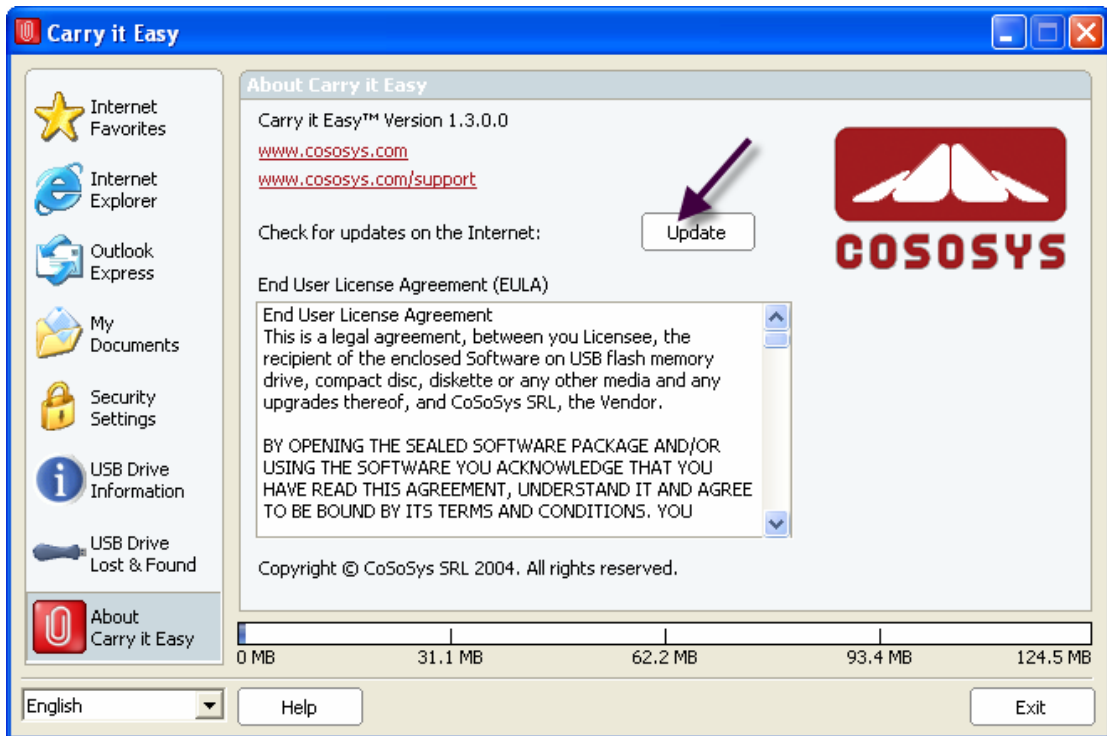 Carry it Easy
Internet
Favorites
Internet
Explorer
Outlook
Express
My
Documents
Security
Settings
USB Drive
Information
USB Drive
Lost & Found
About
Carry it Easy
About Carry it Easy
Carry it Easy™ Version 1.3.0.0
www.cososys.com
www.cososys.com/support
Check for updates on the Internet:
Update
COSOSYS
End User License Agreement (EULA)
End User License Agreement
This is a legal agreement, between you Licensee, the
recipient of the enclosed Software on USB flash memory
drive, compact disc, diskette or any other media and any
upgrades thereof, and CoSoSys SRL, the Vendor.
BY OPENING THE SEALED SOFTWARE PACKAGE AND/OR
USING THE SOFTWARE YOU ACKNOWLEDGE THAT YOU
HAVE READ THIS AGREEMENT, UNDERSTAND IT AND AGREE
TO BE BOUND BY ITS TERMS AND CONDITIONS. YOU
Copyright © CoSoSys SRL 2004. All rights reserved.
0 MB 31.1 MB 62.2 MB 93.4 MB 124.5 MB
English
Help
Exit